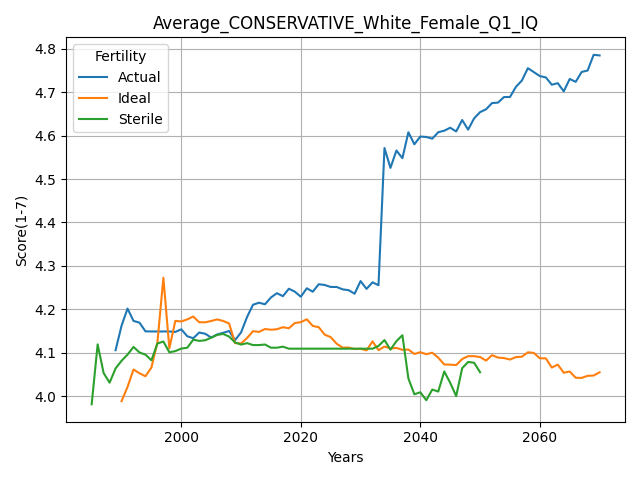 Average_CONSERVATIVE_White_Female_Q1_IQ
Fertility
Actual
Ideal
Sterile
Score(1-7)
4.8
4.7
4.6
4.5
4.4
4.3
4.2
4.1
4.0
2000 2020 2040 2060
Years